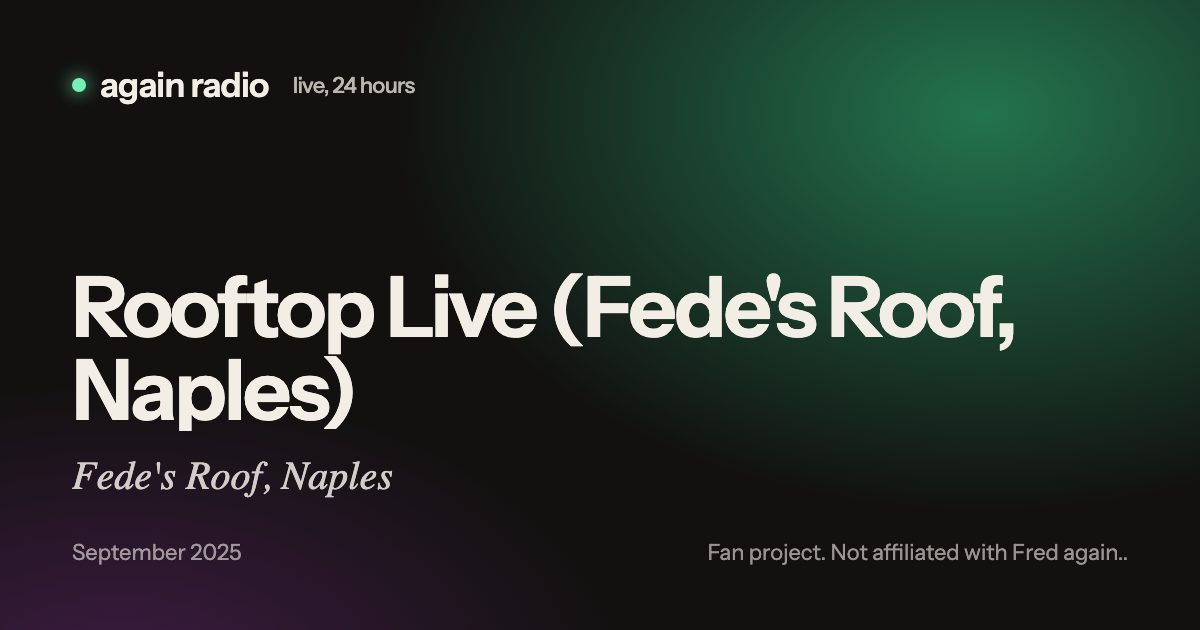 again radio live, 24 hours
Rooftop Live (Fede's Roof,
Naples)
Fede's Roof, Naples
September 2025
Fan project. Not affiliated with Fred again..